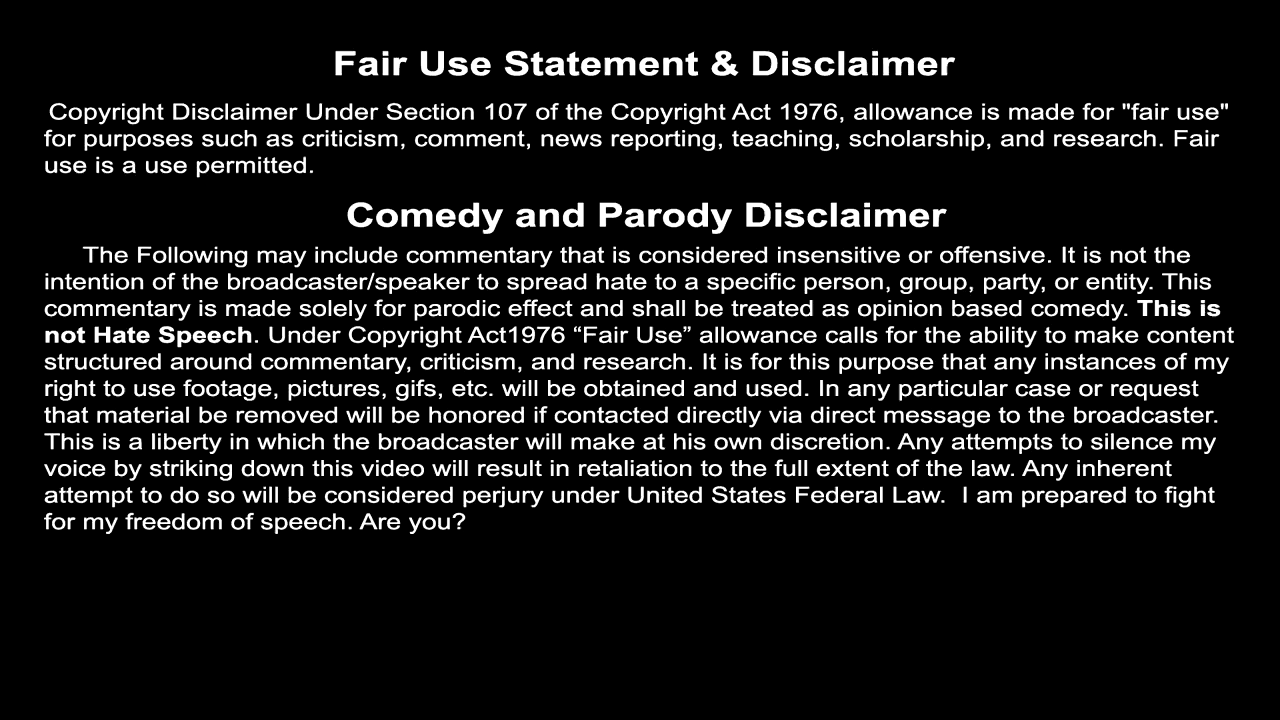 Fair Use Statement & Disclaimer
Copyright Disclaimer Under Section 107 of the Copyright Act 1976, allowance is made for "fair use"
for purposes such as criticism, comment, news reporting, teaching, scholarship, and research. Fair
use is a use permitted.
Comedy and Parody Disclaimer
The Following may include commentary that is considered insensitive or offensive. It is not the
intention of the broadcaster/speaker to spread hate to a specific person, group, party, or entity. This
commentary is made solely for parodic effect and shall be treated as opinion based comedy. This is
not Hate Speech. Under Copyright Act1976 “Fair Use” allowance calls for the ability to make content
structured around commentary, criticism, and research. It is for this purpose that any instances of my
right to use footage, pictures, gifs, etc. will be obtained and used. In any particular case or request
that material be removed will be honored if contacted directly via direct message to the broadcaster.
This is a liberty in which the broadcaster will make at his own discretion. Any attempts to silence my
voice by striking down this video will result in retaliation to the full extent of the law. Any inherent
attempt to do so will be considered perjury under United States Federal Law.  I am prepared to fight
for my freedom of speech. Are you?